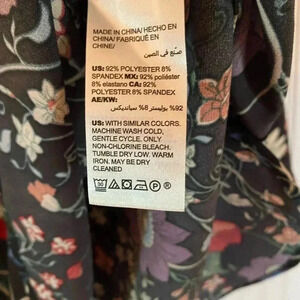 MADE IN CHINA/ HECHO EN
CHINA/ FABRIQUÉ EN
CHINE/
صنع في الصين
US: 92% POLYESTER 8%
SPANDEX MX: 92% poliéster
8% elastano CA: 92%
POLYESTER 8% SPANDEX
AE/KW:
92% بوليستر 8% سباندیکس
US: WITH SIMILAR COLORS.
MACHINE WASH COLD,
GENTLE CYCLE. ONLY
NON-CHLORINE BLEACH.
TUMBLE DRY LOW. WARM
IRON. MAY BE DRY
CLEANED